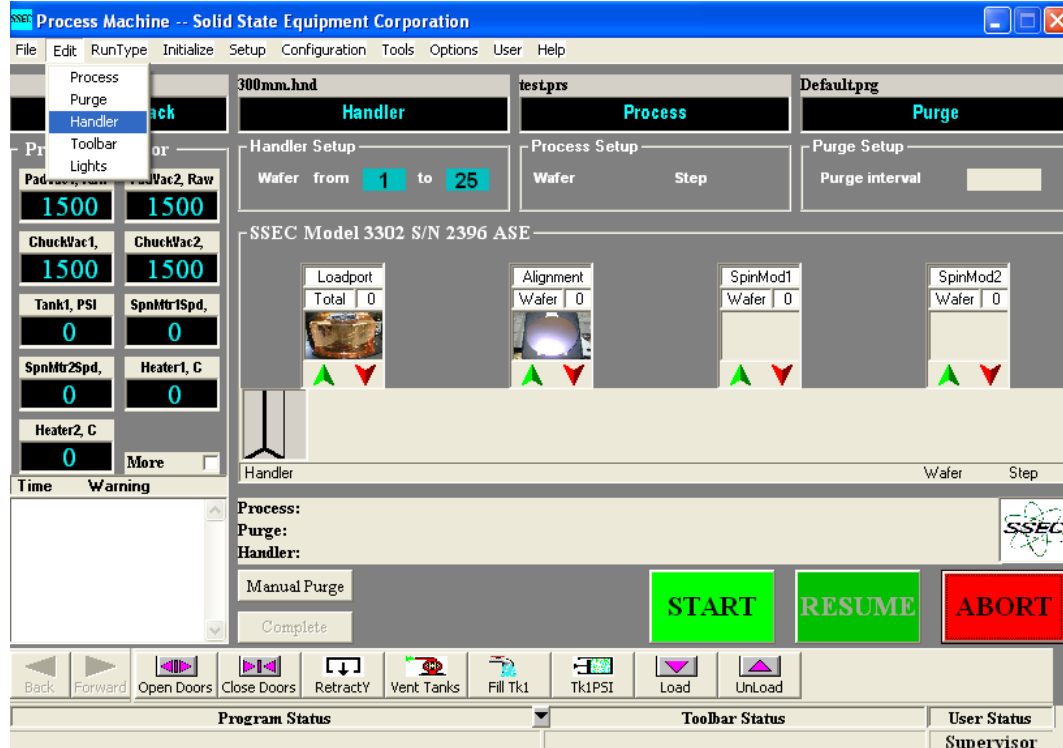 SSEC Process Machine -- Solid State Equipment Corporation
File Edit RunType Initialize Setup Configuration Tools Options User Help
Process
Purge
Handler
Toolbar
Lights
300mm.hnd test.prs Default.prg
Handler Process Purge
Handler Setup Process Setup Purge Setup
Wafer from 1 to 25 Wafer Step Purge interval
1500 1500
ChuckVac1, ChuckVac2,
1500 1500
Tank1, PSI SpnMtr1Spd,
0 0
SpnMtr2Spd, Heater1, C
0 0
Heater2, C
0 More
SSEC Model 3302 S/N 2396 ASE
Loadport Alignment SpinMod1 SpinMod2
Total 0 Wafer 0 Wafer 0 Wafer 0
Handler Wafer Step
Time Warning
Process:
Purge:
Handler:
SSEC
Manual Purge
Complete
START RESUME ABORT
Back Forward Open Doors Close Doors RetractY Vent Tanks Fill Tk1 Tk1PSI Load UnLoad
Program Status Toolbar Status User Status
Supervisor